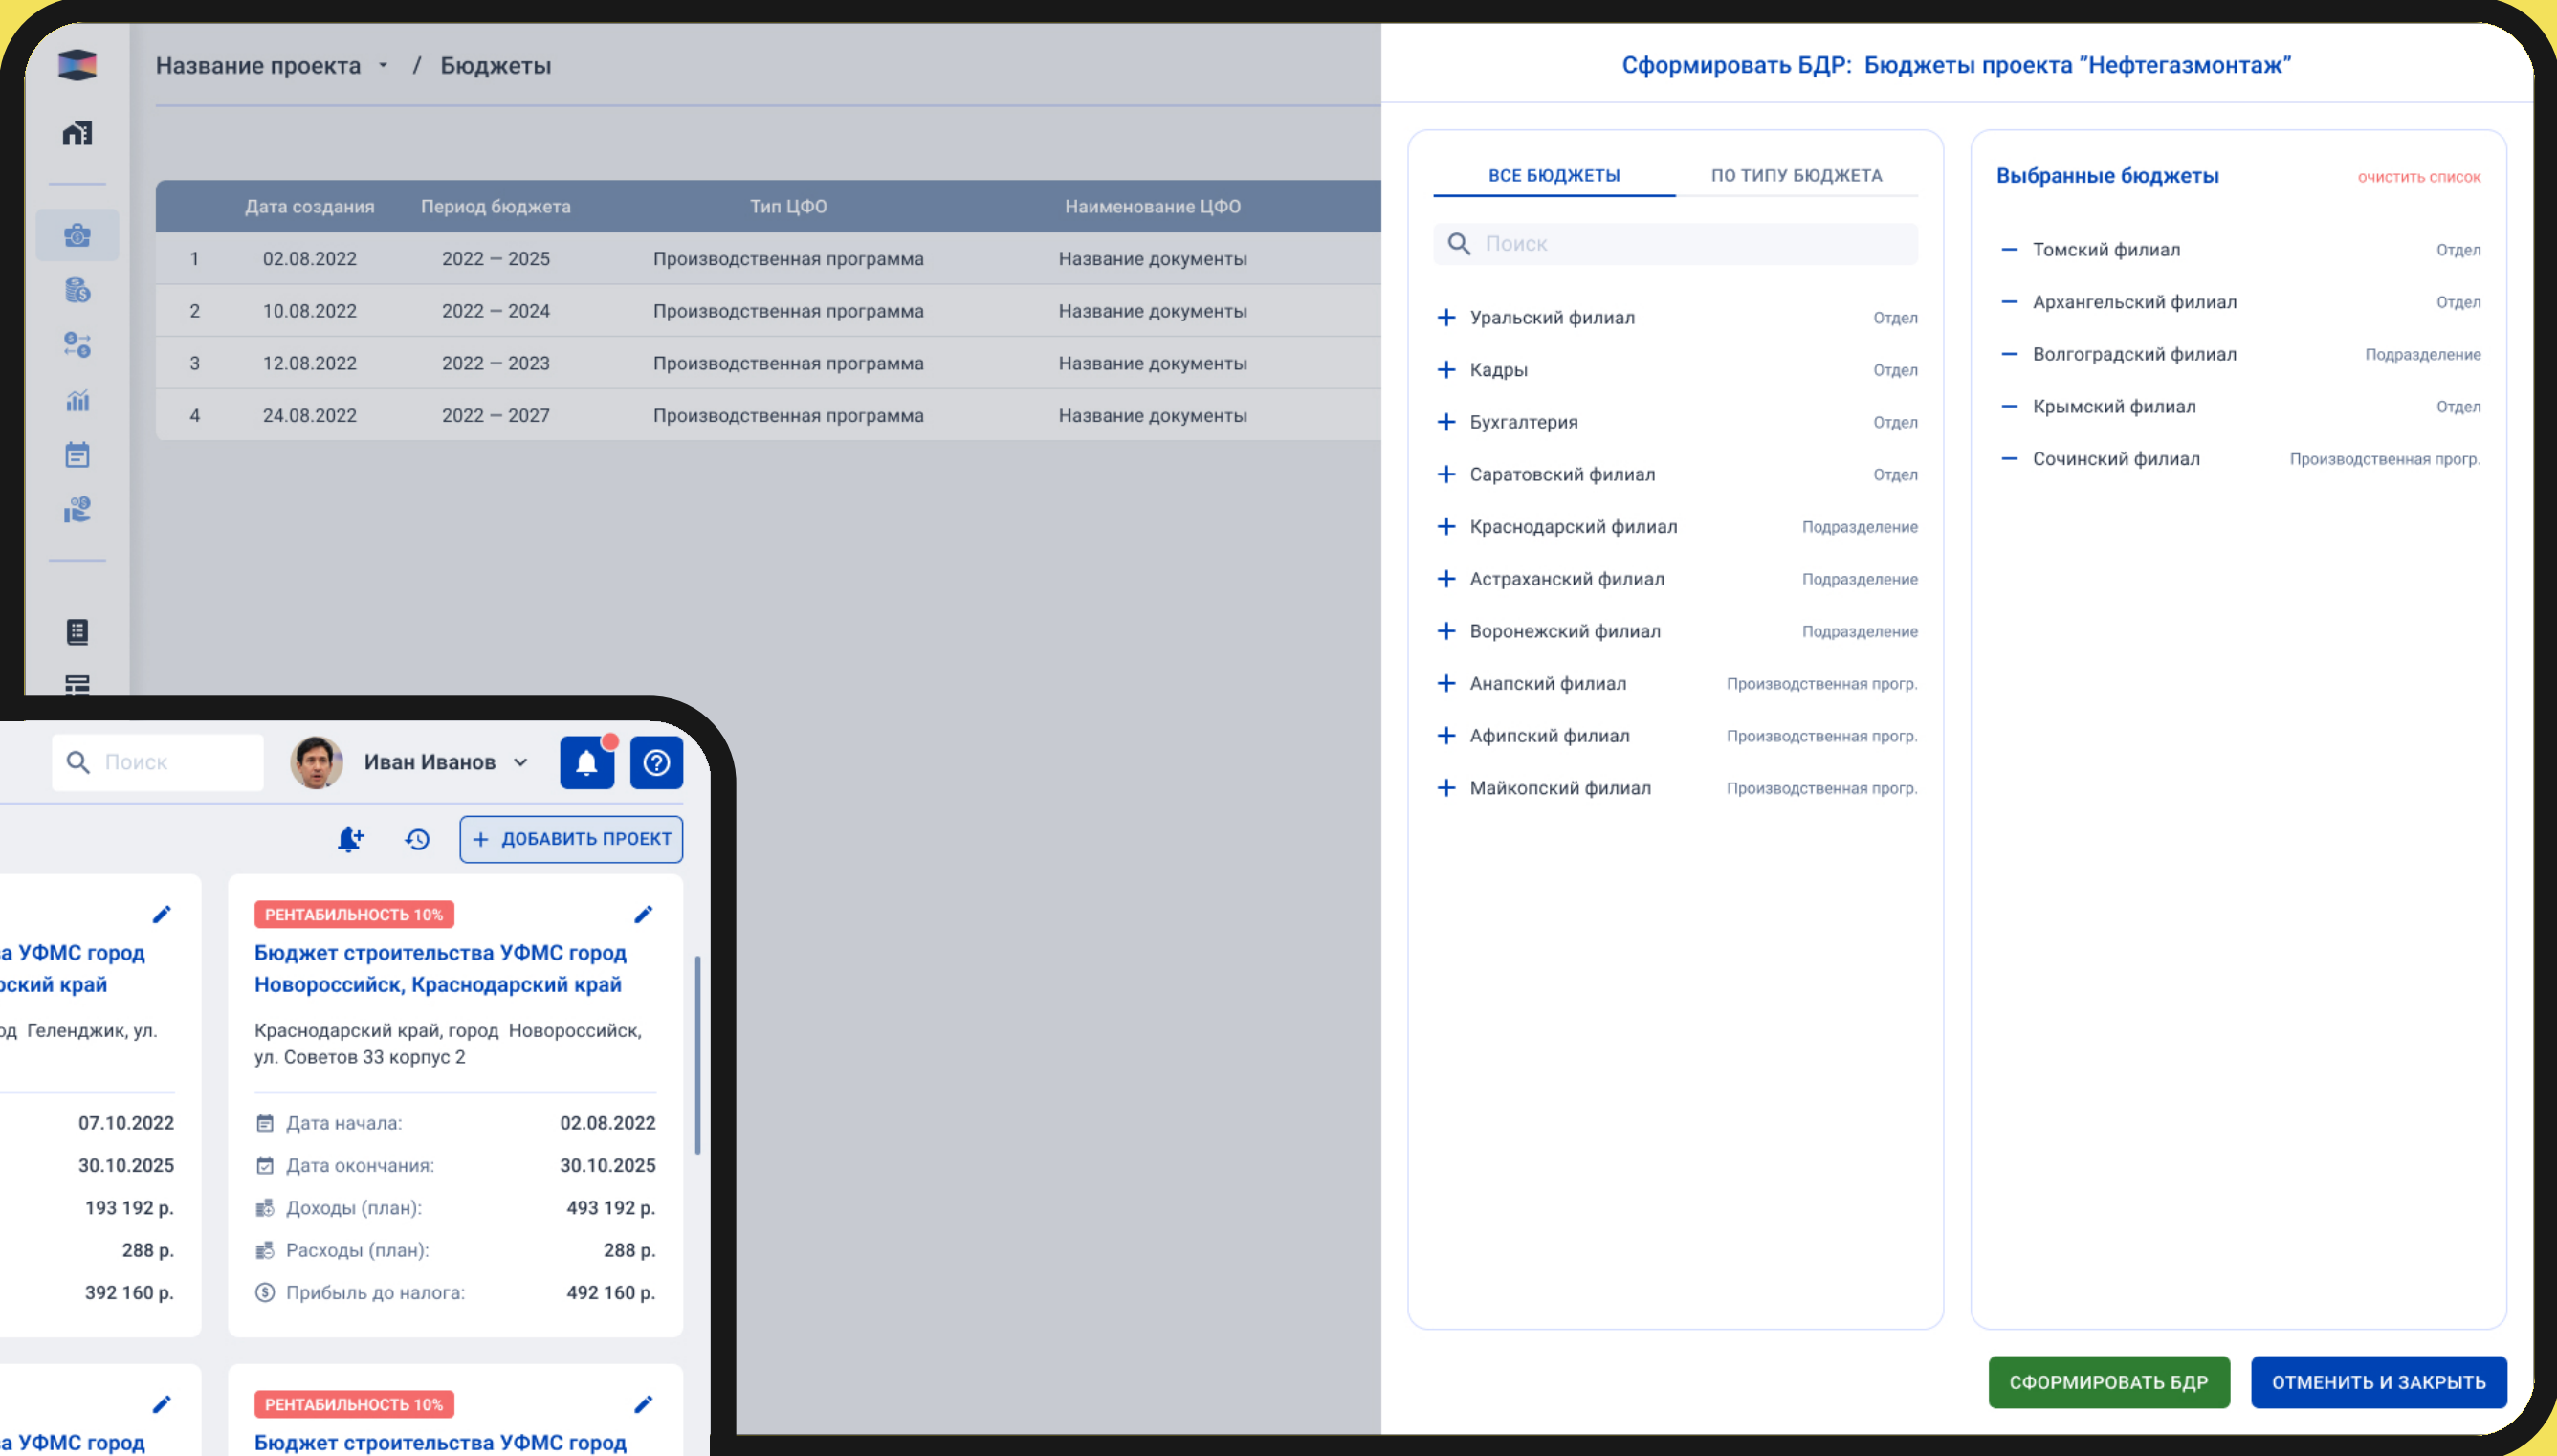 Название проекта / Бюджеты
Дата создания Период бюджета Тип ЦФО Наименование ЦФО
1 02.08.2022 2022 — 2025 Производственная программа Название документы
2 10.08.2022 2022 — 2024 Производственная программа Название документы
3 12.08.2022 2022 — 2023 Производственная программа Название документы
4 24.08.2022 2022 — 2027 Производственная программа Название документы
Сформировать БДР: Бюджеты проекта "Нефтегазмонтаж"
ВСЕ БЮДЖЕТЫ ПО ТИПУ БЮДЖЕТА
Поиск
Уральский филиал Отдел
Кадры Отдел
Бухгалтерия Отдел
Саратовский филиал Отдел
Краснодарский филиал Подразделение
Астраханский филиал Подразделение
Воронежский филиал Подразделение
Анапский филиал Производственная прогр.
Афипский филиал Производственная прогр.
Майкопский филиал Производственная прогр.
Выбранные бюджеты очистить список
Томский филиал Отдел
Архангельский филиал Отдел
Волгоградский филиал Подразделение
Крымский филиал Отдел
Сочинский филиал Производственная прогр.
СФОРМИРОВАТЬ БДР ОТМЕНИТЬ И ЗАКРЫТЬ
Поиск Иван Иванов
+ ДОБАВИТЬ ПРОЕКТ
а УФМС город
рский край
од Геленджик, ул.
07.10.2022
30.10.2025
193 192 р.
288 р.
392 160 р.
РЕНТАБИЛЬНОСТЬ 10%
Бюджет строительства УФМС город
Новороссийск, Краснодарский край
Краснодарский край, город Новороссийск,
ул. Советов 33 корпус 2
Дата начала: 02.08.2022
Дата окончания: 30.10.2025
Доходы (план): 493 192 р.
Расходы (план): 288 р.
Прибыль до налога: 492 160 р.
а УФМС город
РЕНТАБИЛЬНОСТЬ 10%
Бюджет строительства УФМС город